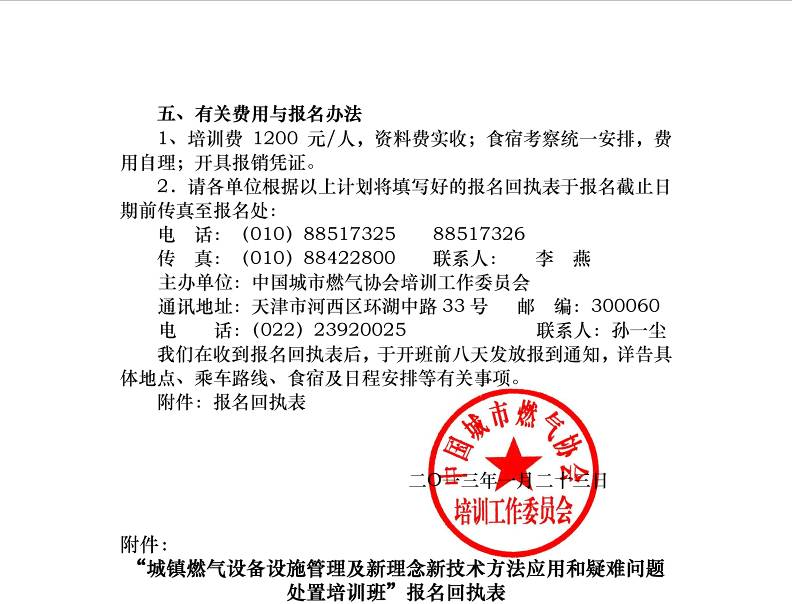 五、有关费用与报名办法
1、培训费 1200 元/人，资料费实收；食宿考察统一安排，费
用自理；开具报销凭证。
2．请各单位根据以上计划将填写好的报名回执表于报名截止日
期前传真至报名处：
电 话：（010）88517325 88517326
传 真：（010）88422800 联系人： 李 燕
主办单位：中国城市燃气协会培训工作委员会
通讯地址：天津市河西区环湖中路 33 号 邮 编：300060
电 话：（022）23920025 联系人：孙一尘
我们在收到报名回执表后，于开班前八天发放报到通知，详告具
体地点、乘车路线、食宿及日程安排等有关事项。
附件：报名回执表
中国城市燃气协会
二〇一三年一月二十三日
培训工作委员会
附件：
“城镇燃气设备设施管理及新理念新技术方法应用和疑难问题
处置培训班”报名回执表